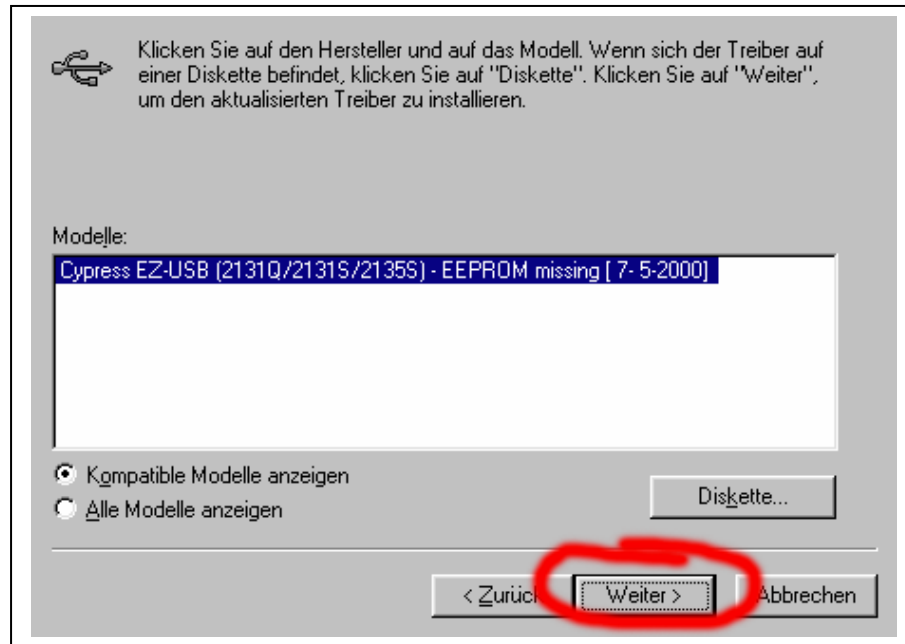 Klicken Sie auf den Hersteller und auf das Modell. Wenn sich der Treiber auf
einer Diskette befindet, klicken Sie auf "Diskette". Klicken Sie auf "Weiter",
um den aktualisierten Treiber zu installieren.
Modelle:
Cypress EZ-USB (2131Q/2131S/2135S) - EEPROM missing [ 7- 5-2000]
Kompatible Modelle anzeigen
Alle Modelle anzeigen
Diskette...
< Zurück
Weiter >
Abbrechen